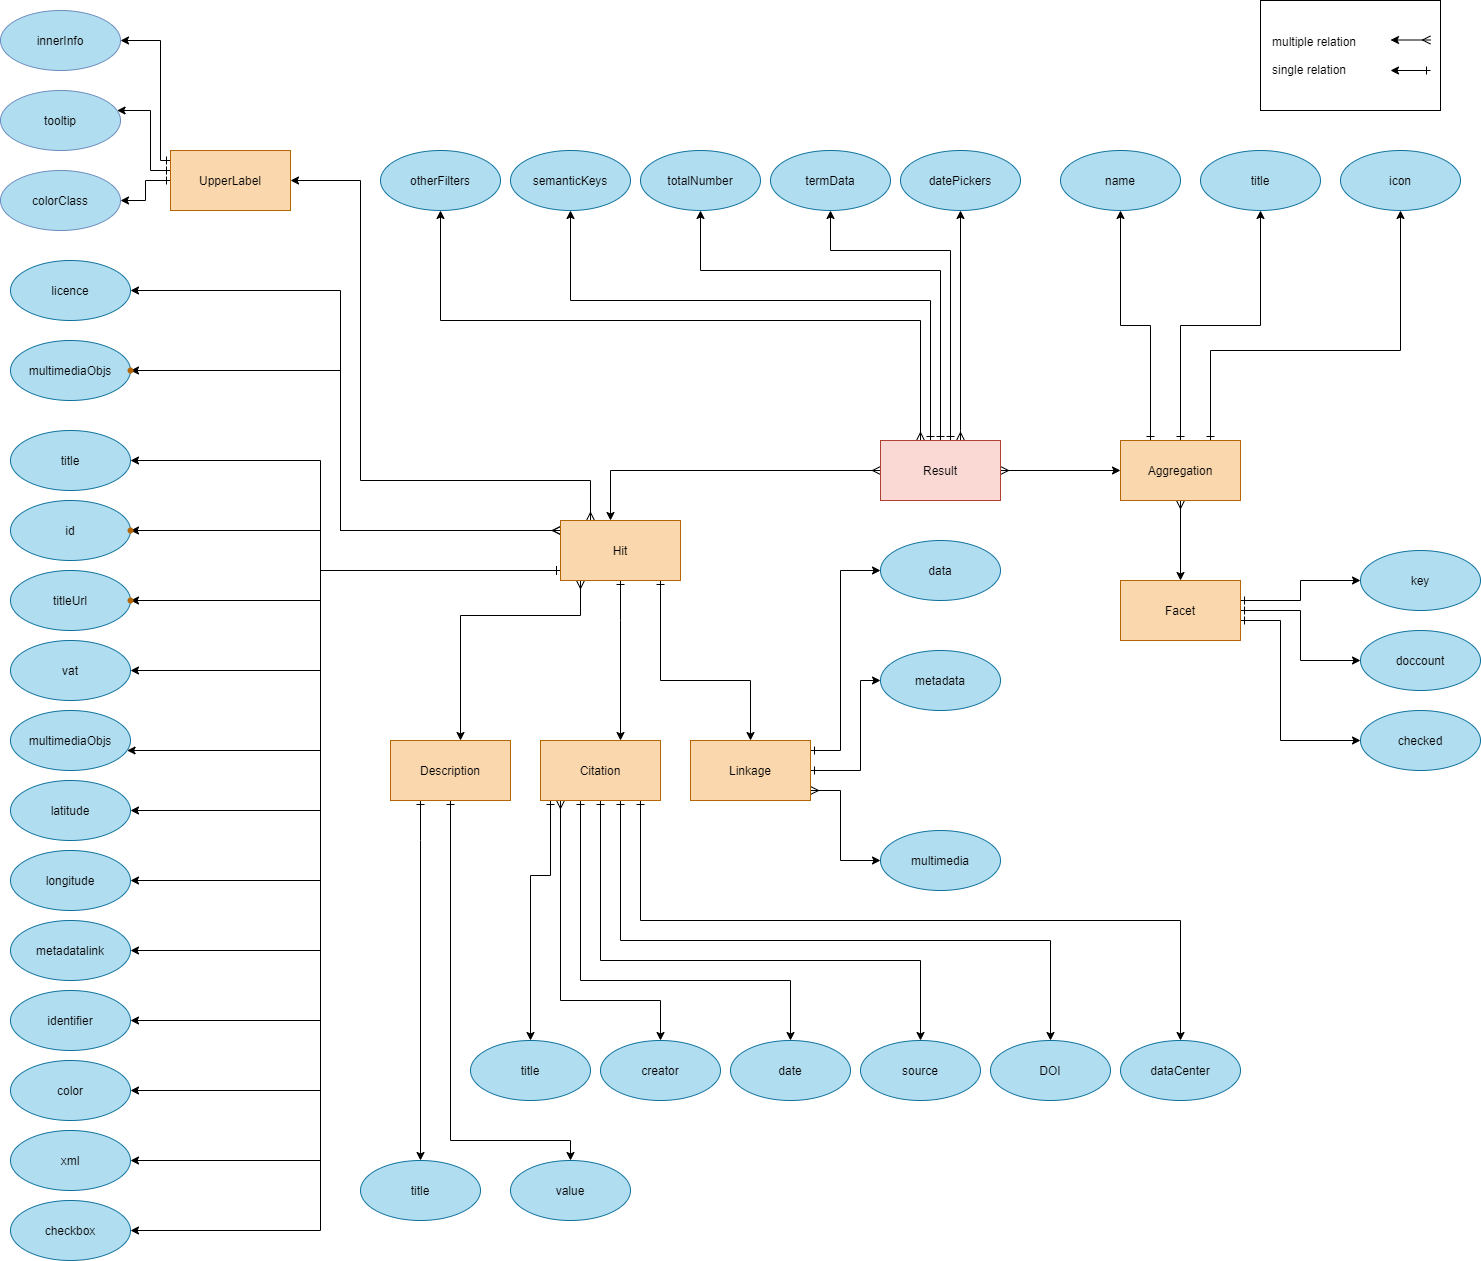 innerInfo
multiple relation
single relation
tooltip
UpperLabel
colorClass
otherFilters
semanticKeys
totalNumber
termData
datePickers
name
title
icon
licence
multimediaObjs
title
Result
Aggregation
id
Hit
data
key
titleUrl
Facet
vat
metadata
doccount
multimediaObjs
checked
Description
Citation
Linkage
latitude
longitude
multimedia
metadatalink
identifier
title
creator
date
source
DOI
dataCenter
color
xml
title
value
checkbox